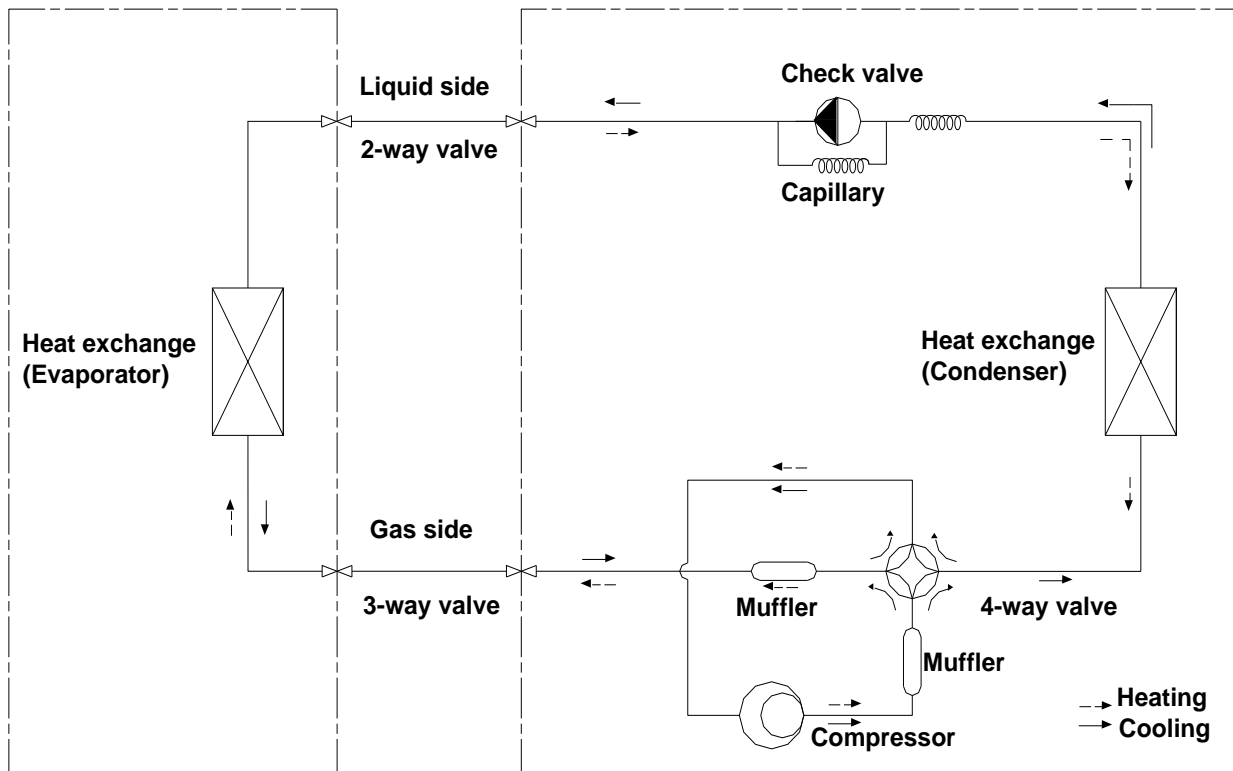 Check valve
Liquid side
2-way valve
Capillary
Heat exchange
(Evaporator)
Heat exchange
(Condenser)
Gas side
3-way valve
Muffler
4-way valve
Muffler
Heating
Cooling
Compressor